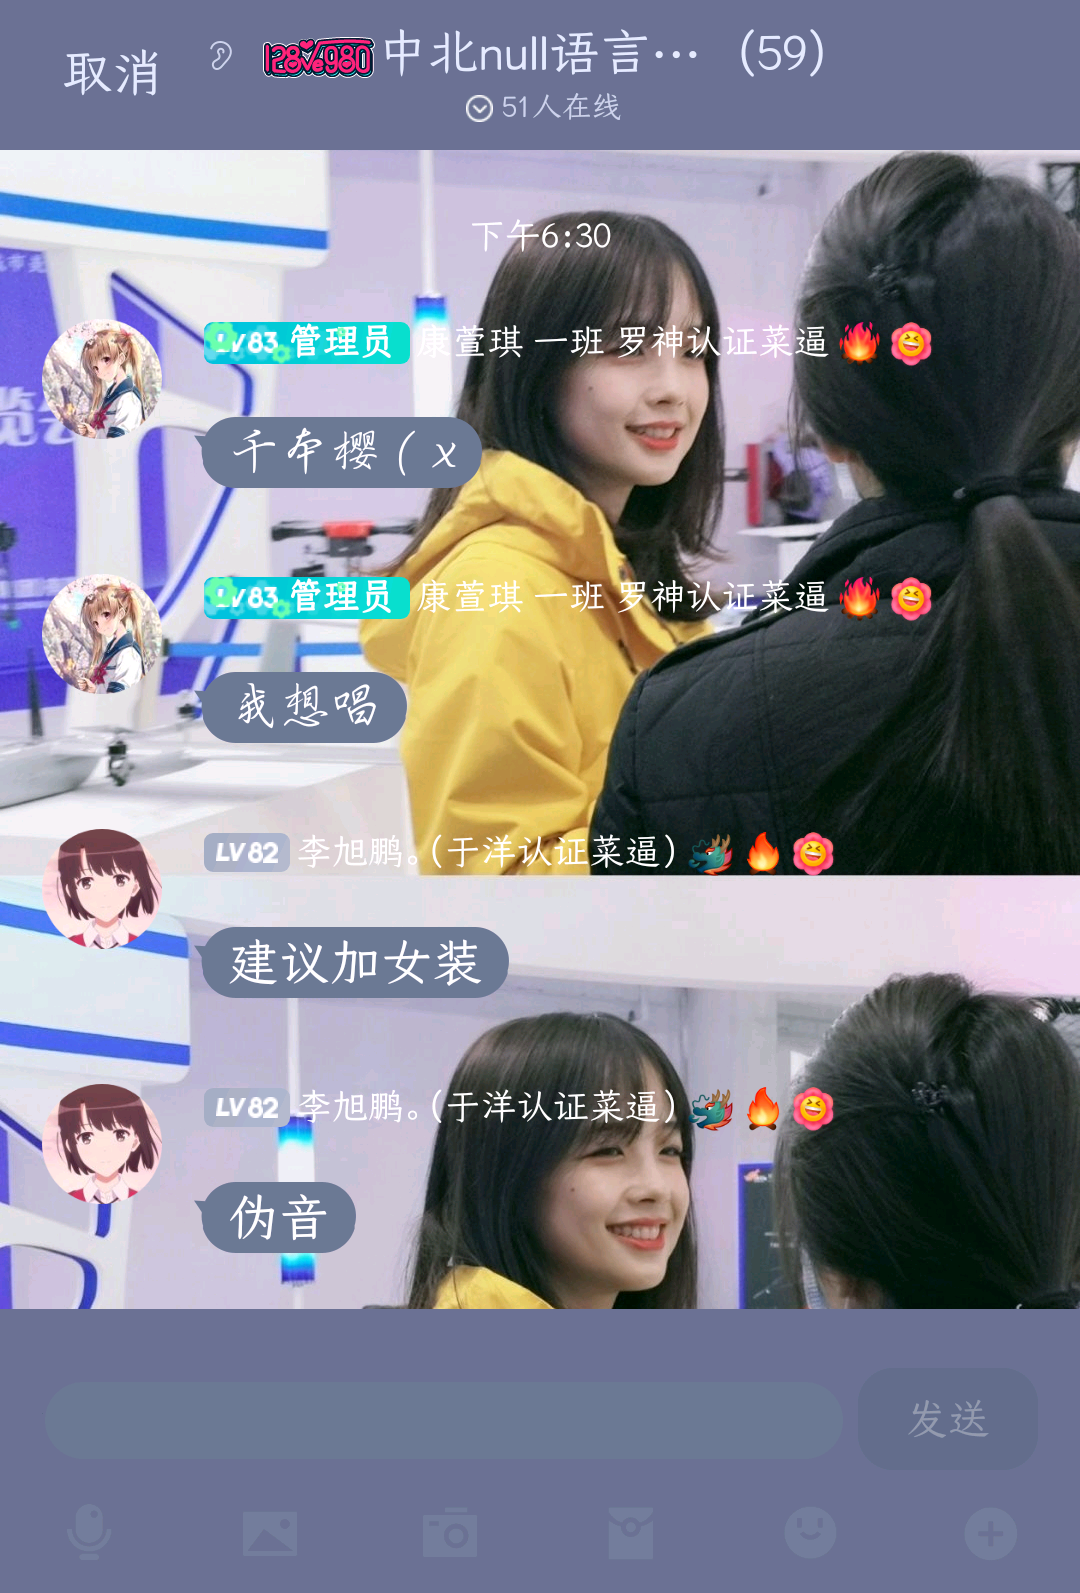 取消
128Love980 中北null语言… (59)
51人在线
下午6:30
LV83 管理员 康萱琪 一班 罗神认证菜逼
千本樱（x
LV83 管理员 康萱琪 一班 罗神认证菜逼
我想唱
LV82 李旭鹏。(于洋认证菜逼)
建议加女装
LV82 李旭鹏。(于洋认证菜逼)
伪音
发送